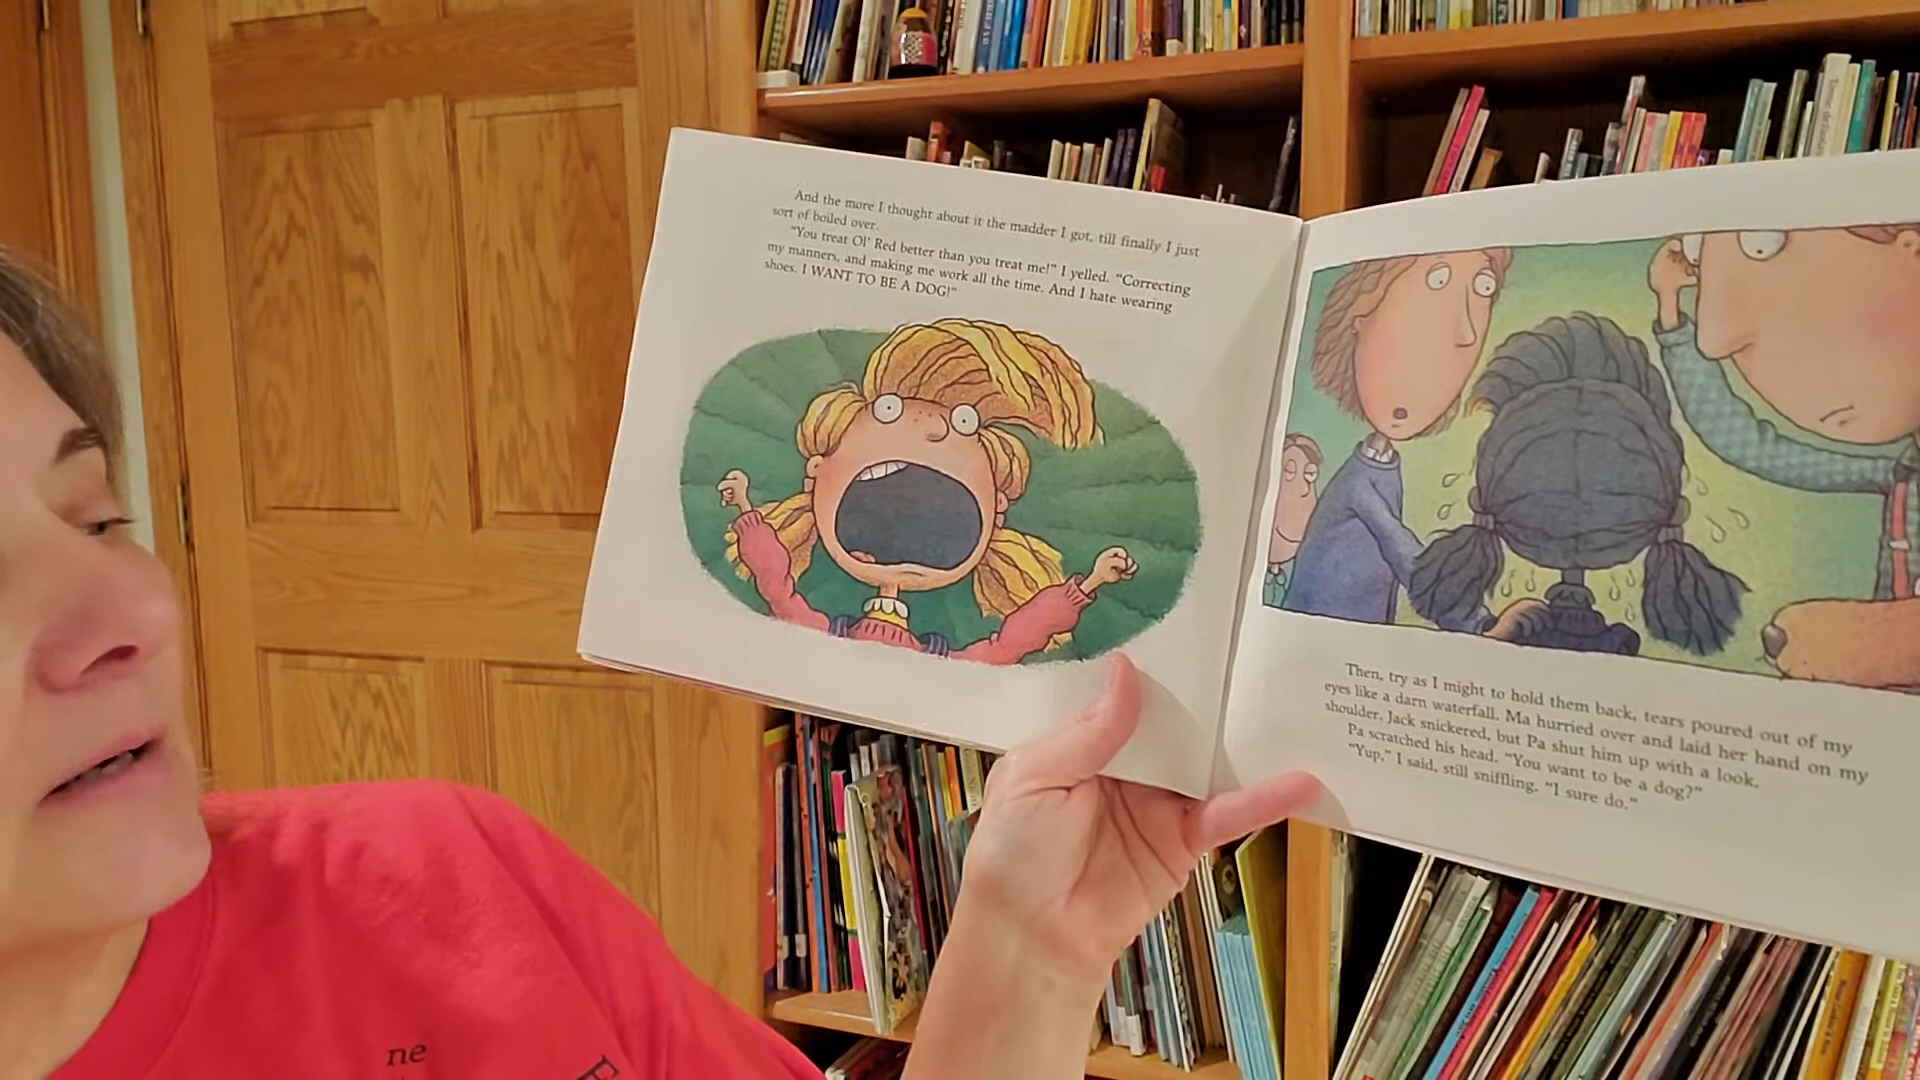 And the more I thought about it the madder I got, till finally I just
sort of boiled over.
“You treat Ol’ Red better than you treat me!” I yelled. “Correcting
my manners, and making me work all the time. And I hate wearing
shoes. I WANT TO BE A DOG!”
Then, try as I might to hold them back, tears poured out of my
eyes like a darn waterfall. Ma hurried over and laid her hand on my
shoulder. Jack snickered, but Pa shut him up with a look.
Pa scratched his head. “You want to be a dog?”
“Yup,” I said, still sniffling. “I sure do.”
ne